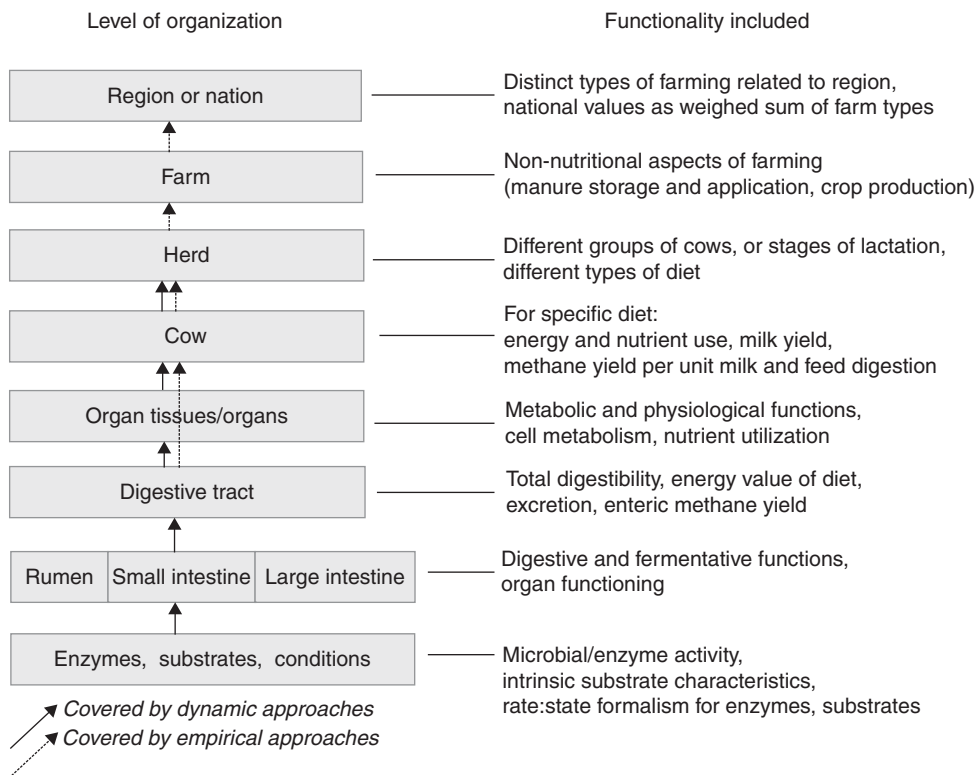 Level of organization
Functionality included
Region or nation
Distinct types of farming related to region,
national values as weighed sum of farm types
Farm
Non-nutritional aspects of farming
(manure storage and application, crop production)
Herd
Different groups of cows, or stages of lactation,
different types of diet
Cow
For specific diet:
energy and nutrient use, milk yield,
methane yield per unit milk and feed digestion
Organ tissues/organs
Metabolic and physiological functions,
cell metabolism, nutrient utilization
Digestive tract
Total digestibility, energy value of diet,
excretion, enteric methane yield
Rumen
Small intestine
Large intestine
Digestive and fermentative functions,
organ functioning
Enzymes, substrates, conditions
Microbial/enzyme activity,
intrinsic substrate characteristics,
rate:state formalism for enzymes, substrates
Covered by dynamic approaches
Covered by empirical approaches